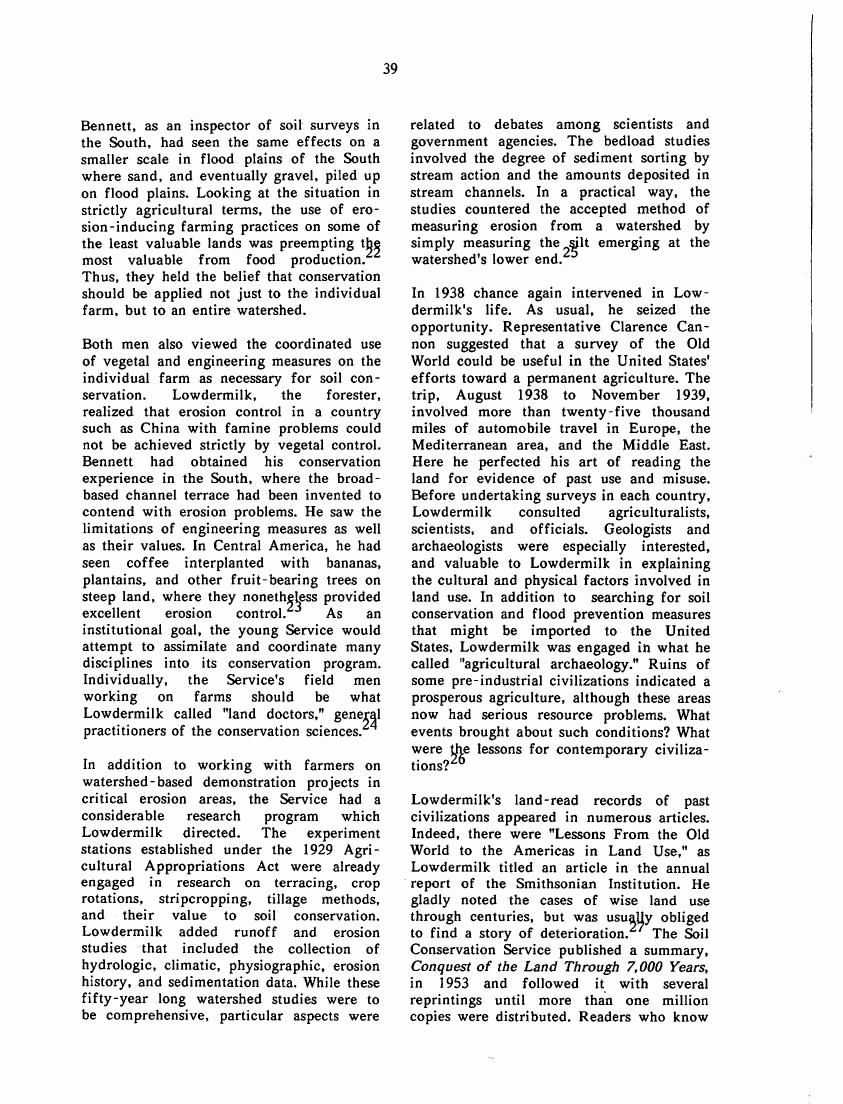 39
Bennett, as an inspector of soil surveys in
the South, had seen the same effects on a
smaller scale in flood plains of the South
where sand, and eventually gravel, piled up
on flood plains. Looking at the situation in
strictly agricultural terms, the use of ero-
sion-inducing farming practices on some of
the least valuable lands was preempting the
most valuable from food production.22
Thus, they held the belief that conservation
should be applied not just to the individual
farm, but to an entire watershed.
Both men also viewed the coordinated use
of vegetal and engineering measures on the
individual farm as necessary for soil con-
servation. Lowdermilk, the forester,
realized that erosion control in a country
such as China with famine problems could
not be achieved strictly by vegetal control.
Bennett had obtained his conservation
experience in the South, where the broad-
based channel terrace had been invented to
contend with erosion problems. He saw the
limitations of engineering measures as well
as their values. In Central America, he had
seen coffee interplanted with bananas,
plantains, and other fruit-bearing trees on
steep land, where they nonetheless provided
excellent erosion control.23 As an
institutional goal, the young Service would
attempt to assimilate and coordinate many
disciplines into its conservation program.
Individually, the Service's field men
working on farms should be what
Lowdermilk called "land doctors," general
practitioners of the conservation sciences.24
In addition to working with farmers on
watershed-based demonstration projects in
critical erosion areas, the Service had a
considerable research program which
Lowdermilk directed. The experiment
stations established under the 1929 Agri-
cultural Appropriations Act were already
engaged in research on terracing, crop
rotations, stripcropping, tillage methods,
and their value to soil conservation.
Lowdermilk added runoff and erosion
studies that included the collection of
hydrologic, climatic, physiographic, erosion
history, and sedimentation data. While these
fifty-year long watershed studies were to
be comprehensive, particular aspects were
related to debates among scientists and
government agencies. The bedload studies
involved the degree of sediment sorting by
stream action and the amounts deposited in
stream channels. In a practical way, the
studies countered the accepted method of
measuring erosion from a watershed by
simply measuring the silt emerging at the
watershed's lower end.25
In 1938 chance again intervened in Low-
dermilk's life. As usual, he seized the
opportunity. Representative Clarence Can-
non suggested that a survey of the Old
World could be useful in the United States'
efforts toward a permanent agriculture. The
trip, August 1938 to November 1939,
involved more than twenty-five thousand
miles of automobile travel in Europe, the
Mediterranean area, and the Middle East.
Here he perfected his art of reading the
land for evidence of past use and misuse.
Before undertaking surveys in each country,
Lowdermilk consulted agriculturalists,
scientists, and officials. Geologists and
archaeologists were especially interested,
and valuable to Lowdermilk in explaining
the cultural and physical factors involved in
land use. In addition to searching for soil
conservation and flood prevention measures
that might be imported to the United
States, Lowdermilk was engaged in what he
called "agricultural archaeology." Ruins of
some pre-industrial civilizations indicated a
prosperous agriculture, although these areas
now had serious resource problems. What
events brought about such conditions? What
were the lessons for contemporary civiliza-
tions?26
Lowdermilk's land-read records of past
civilizations appeared in numerous articles.
Indeed, there were "Lessons From the Old
World to the Americas in Land Use," as
Lowdermilk titled an article in the annual
report of the Smithsonian Institution. He
gladly noted the cases of wise land use
through centuries, but was usually obliged
to find a story of deterioration.27 The Soil
Conservation Service published a summary,
Conquest of the Land Through 7,000 Years,
in 1953 and followed it with several
reprintings until more than one million
copies were distributed. Readers who know